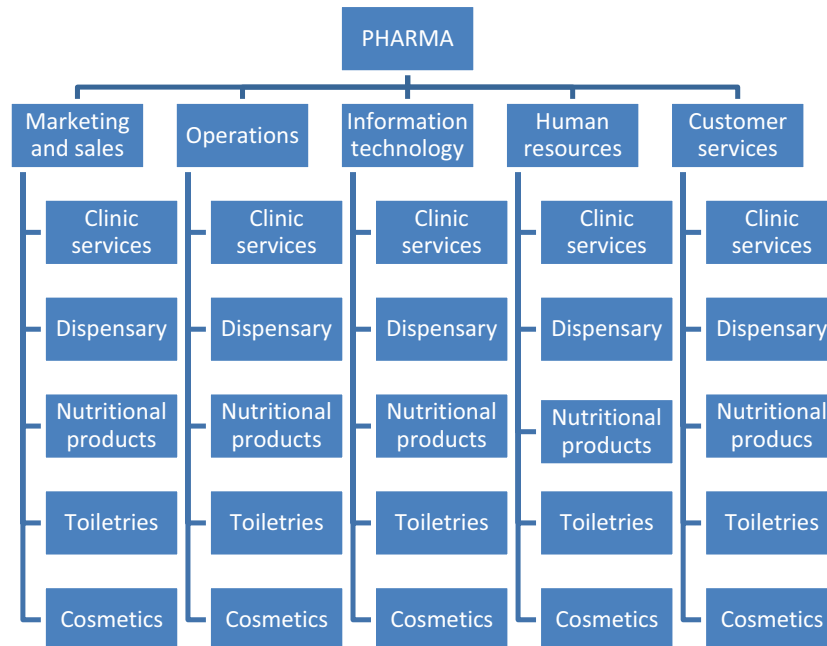 PHARMA
Marketing
and sales
Operations
Information
technology
Human
resources
Customer
services
Clinic
services
Clinic
services
Clinic
services
Clinic
services
Clinic
services
Dispensary
Dispensary
Dispensary
Dispensary
Dispensary
Nutritional
products
Nutritional
products
Nutritional
products
Nutritional
products
Nutritional
producs
Toiletries
Toiletries
Toiletries
Toiletries
Toiletries
Cosmetics
Cosmetics
Cosmetics
Cosmetics
Cosmetics